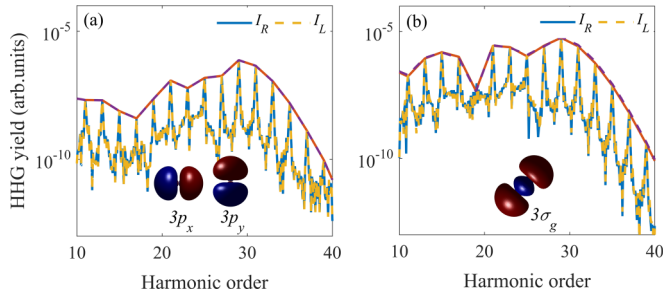 (a) I_R I_L
(b) I_R I_L
HHG yield (arb.units)
10^-5
10^-10
3p_x 3p_y
10 20 30 40
Harmonic order
10^-5
10^-10
3σ_g
10 20 30 40
Harmonic order